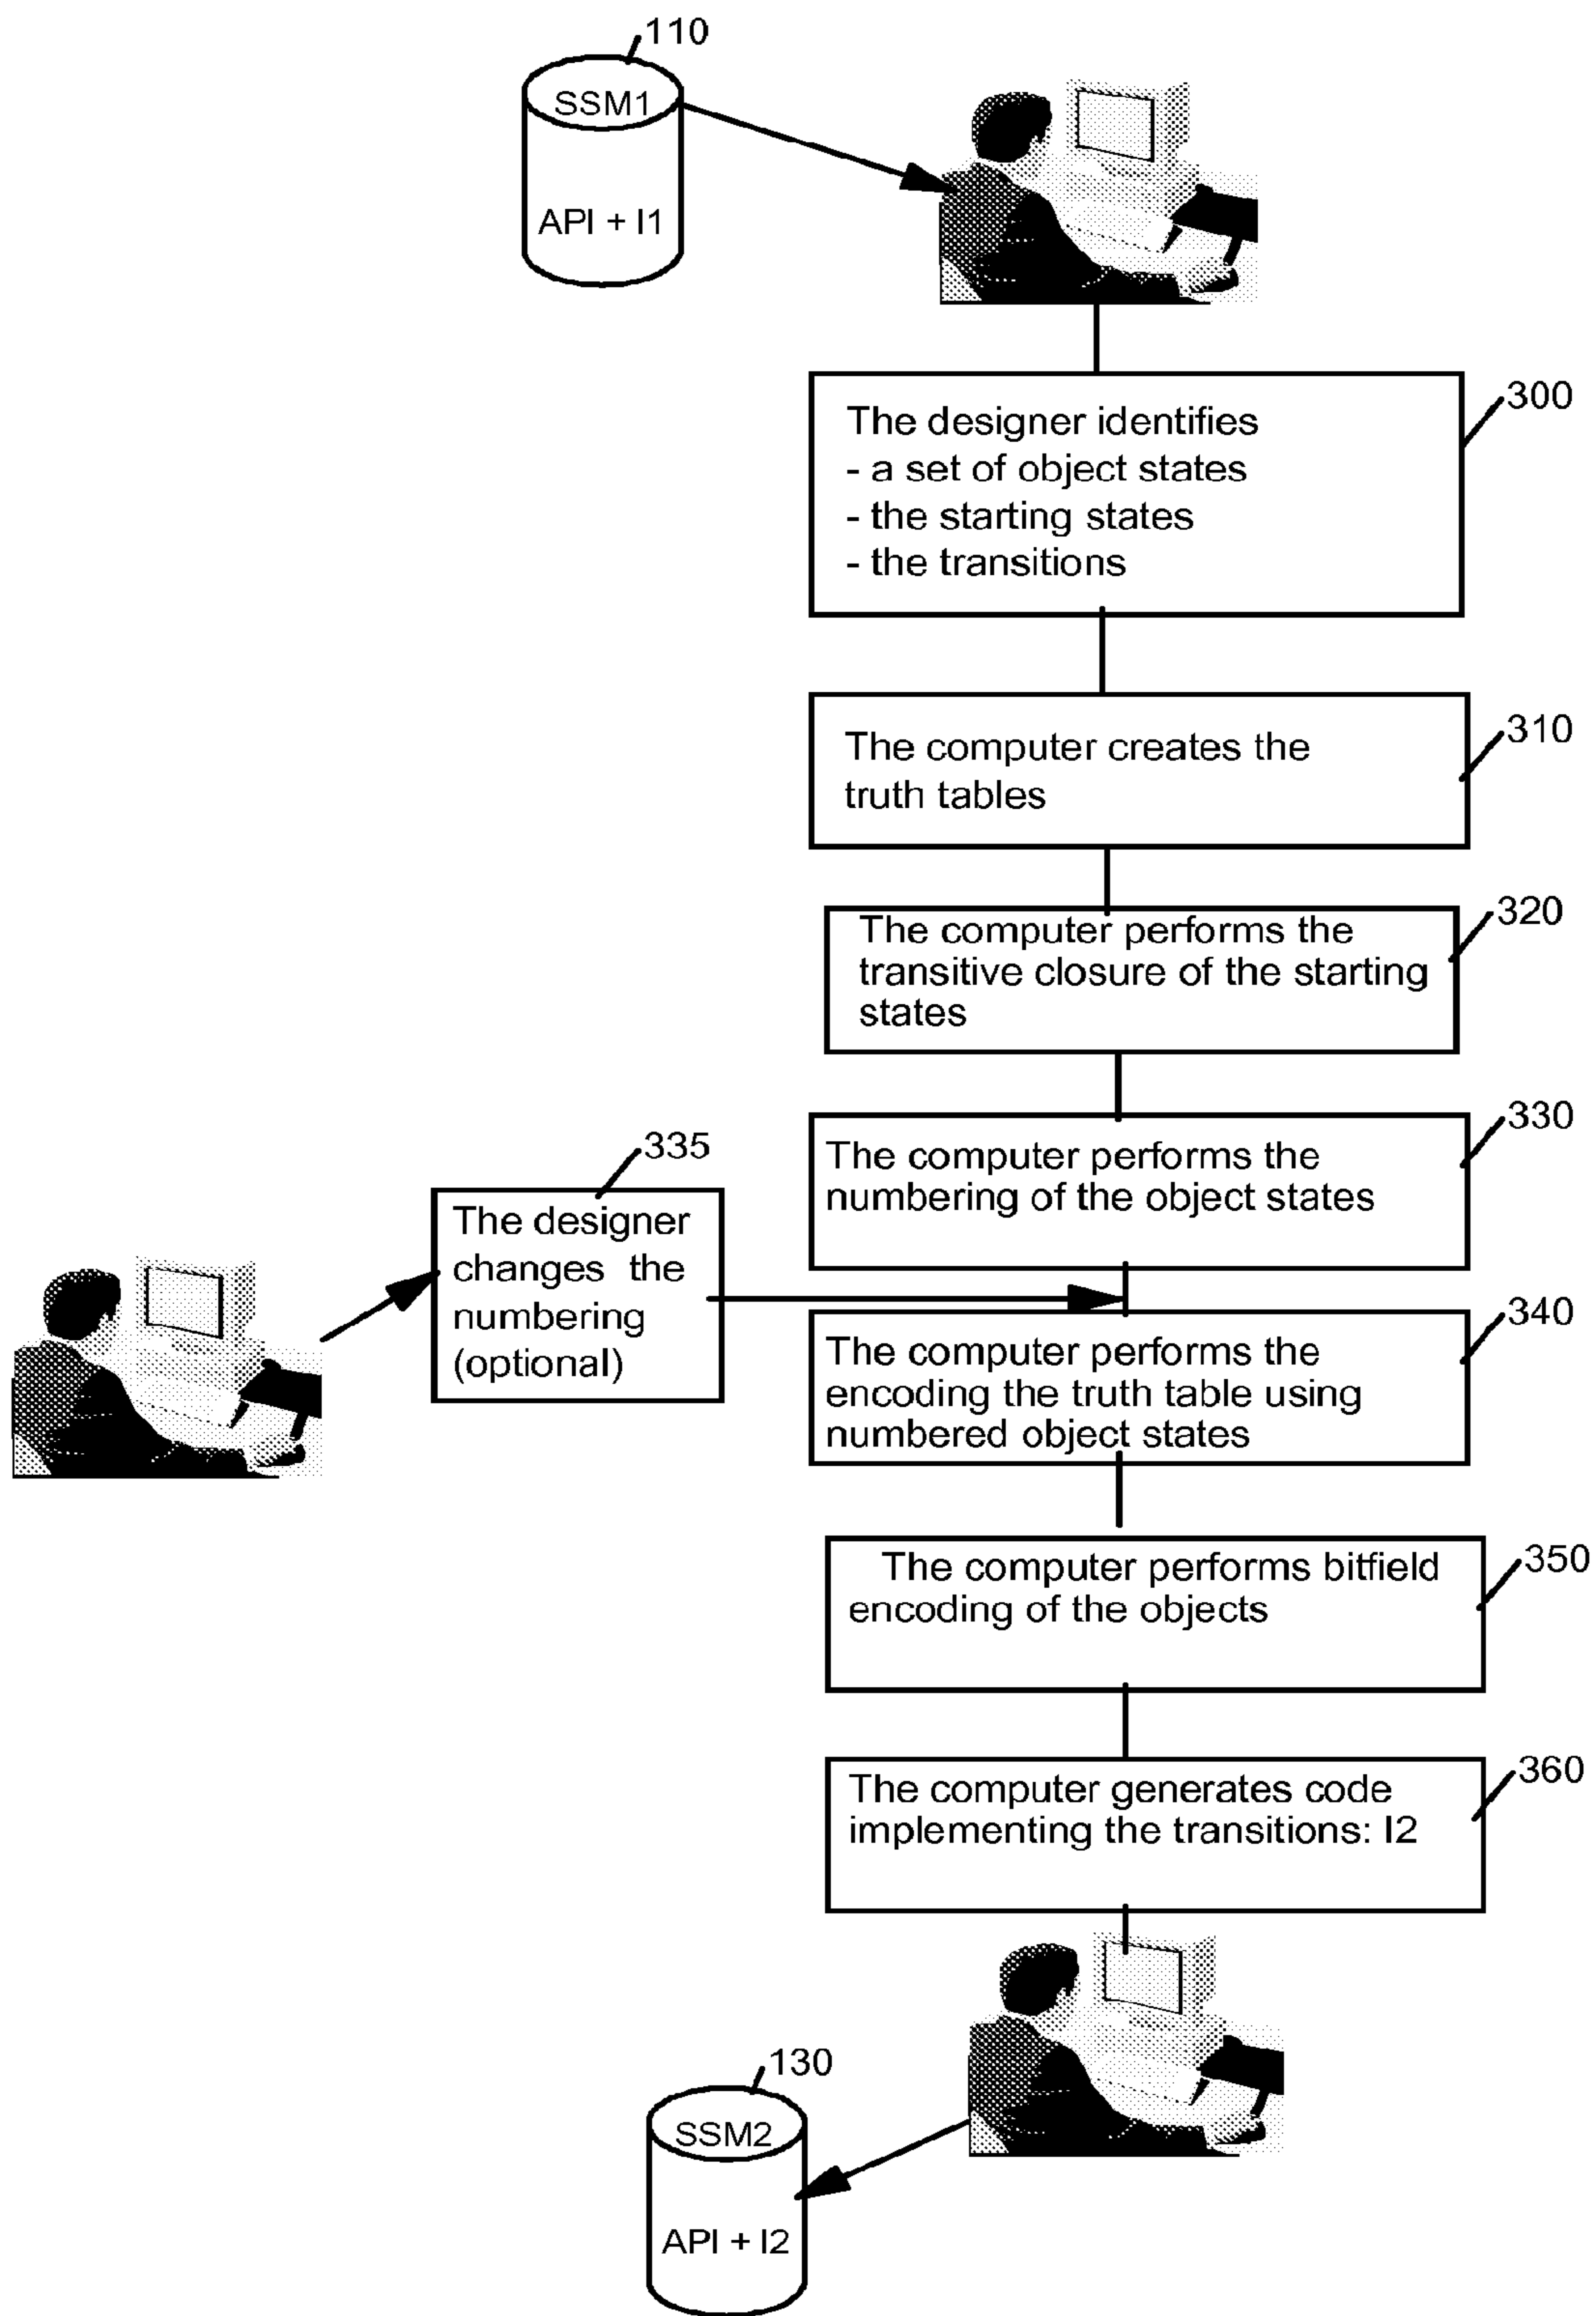 110
SSM1
API + I1
300
The designer identifies
- a set of object states
- the starting states
- the transitions
310
The computer creates the
truth tables
320
The computer performs the
transitive closure of the starting
states
330
The computer performs the
numbering of the object states
335
The designer
changes the
numbering
(optional)
340
The computer performs the
encoding the truth table using
numbered object states
350
The computer performs bitfield
encoding of the objects
360
The computer generates code
implementing the transitions: I2
130
SSM2
API + I2